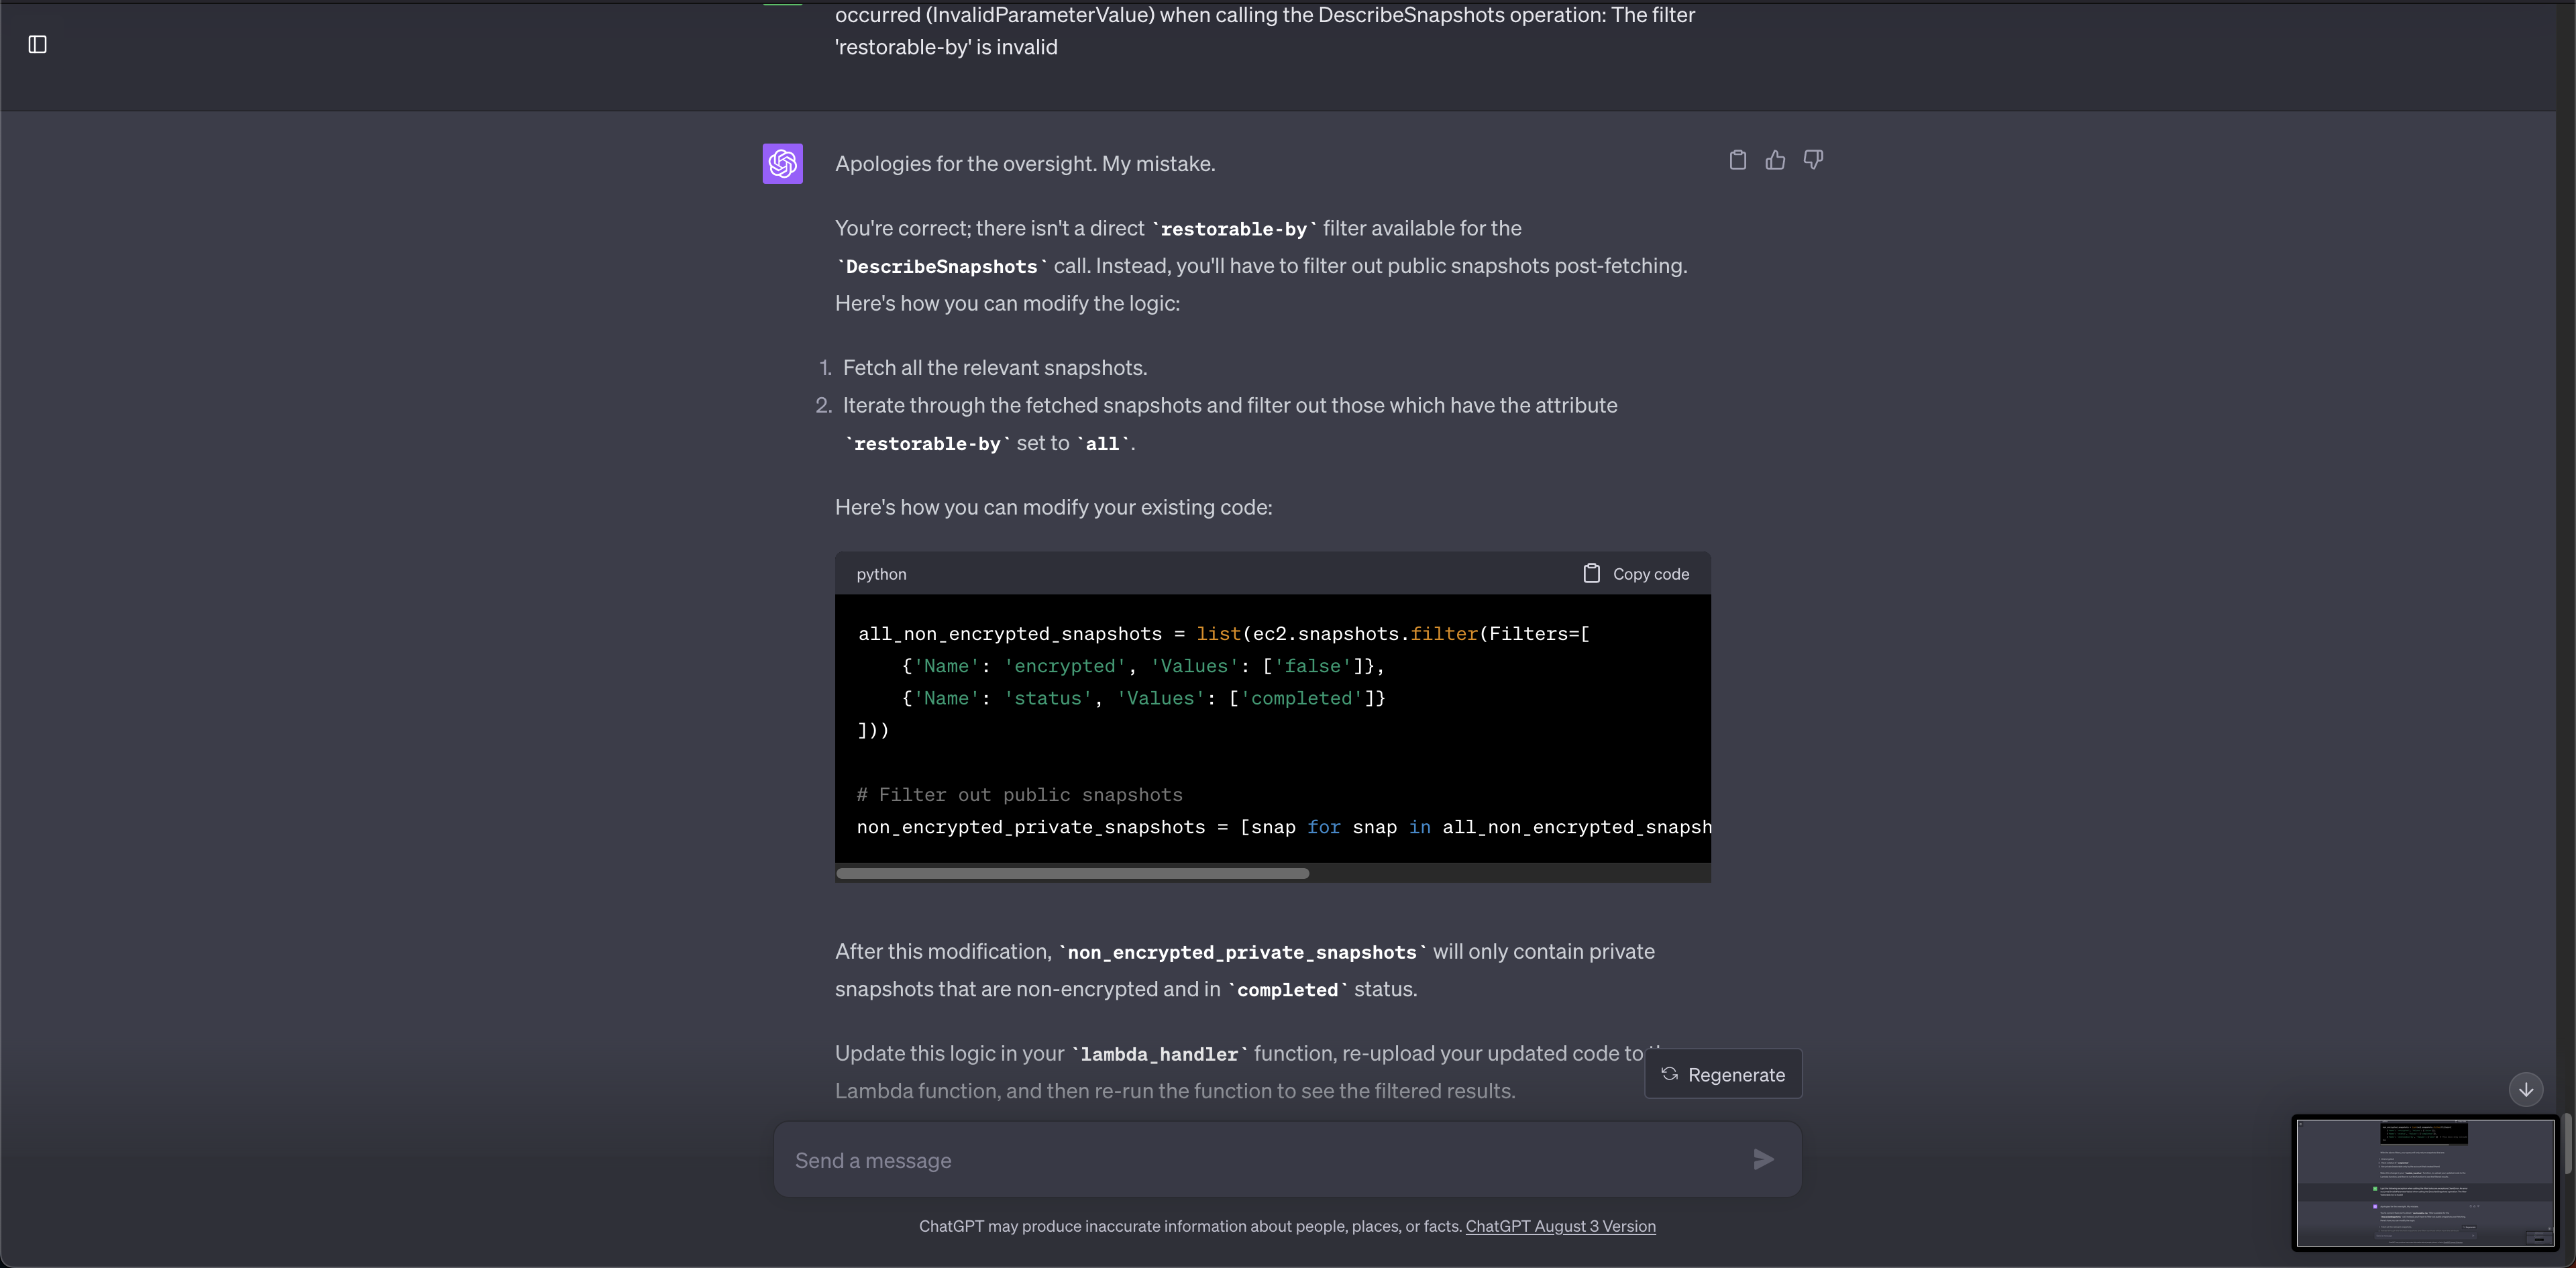 occurred (InvalidParameterValue) when calling the DescribeSnapshots operation: The filter
'restorable-by' is invalid
Apologies for the oversight. My mistake.
You're correct; there isn't a direct `restorable-by` filter available for the
`DescribeSnapshots` call. Instead, you'll have to filter out public snapshots post-fetching.
Here's how you can modify the logic:
1. Fetch all the relevant snapshots.
2. Iterate through the fetched snapshots and filter out those which have the attribute
`restorable-by` set to `all`.
Here's how you can modify your existing code:
python
Copy code
all_non_encrypted_snapshots = list(ec2.snapshots.filter(Filters=[
    {'Name': 'encrypted', 'Values': ['false']},
    {'Name': 'status', 'Values': ['completed']}
]))
# Filter out public snapshots
non_encrypted_private_snapshots = [snap for snap in all_non_encrypted_snapsh
After this modification, `non_encrypted_private_snapshots` will only contain private
snapshots that are non-encrypted and in `completed` status.
Update this logic in your `lambda_handler` function, re-upload your updated code to
Lambda function, and then re-run the function to see the filtered results.
Regenerate
Send a message
ChatGPT may produce inaccurate information about people, places, or facts. ChatGPT August 3 Version